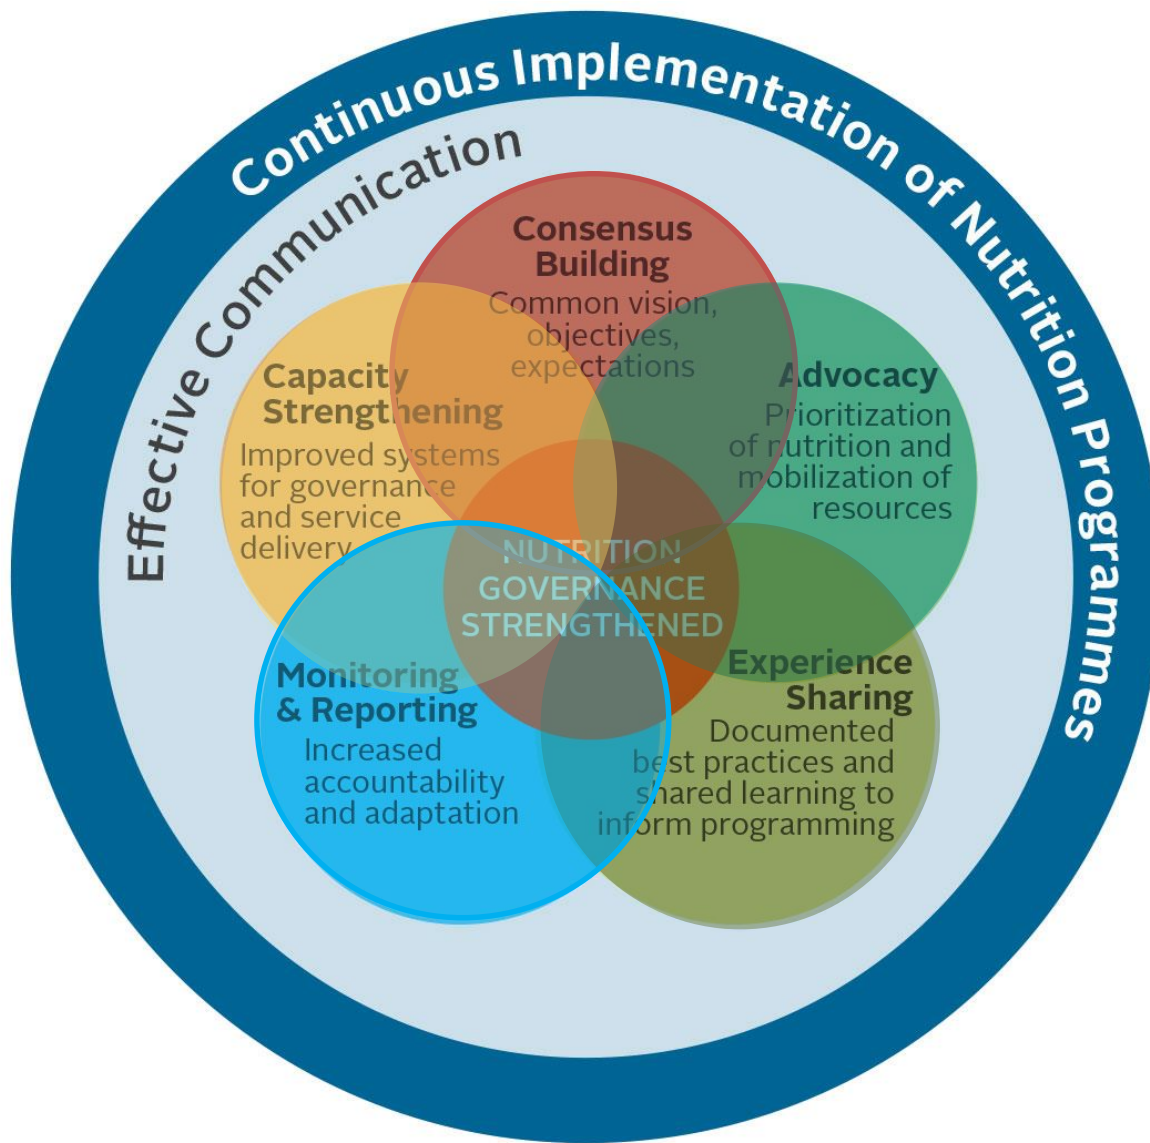 Continuous Implementation of Nutrition Programmes
Effective Communication
Consensus
Building
Common vision,
objectives,
expectations
Advocacy
Prioritization
of nutrition and
mobilization of
resources
Capacity
Strengthening
Improved systems
for governance
and service
delivery
NUTRITION
GOVERNANCE
STRENGTHENED
Monitoring
& Reporting
Increased
accountability
and adaptation
Experience
Sharing
Documented
best practices and
shared learning to
inform programming